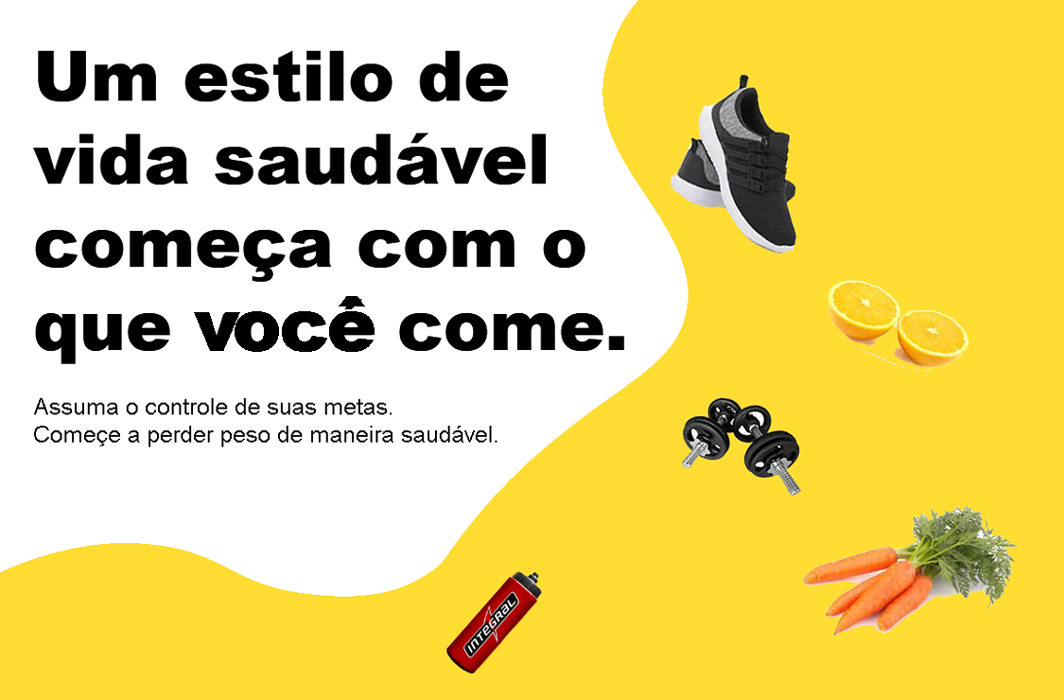 Um estilo de
vida saudável
começa com o
que você come.
Assuma o controle de suas metas.
Começe a perder peso de maneira saudável.
INTEGRAL